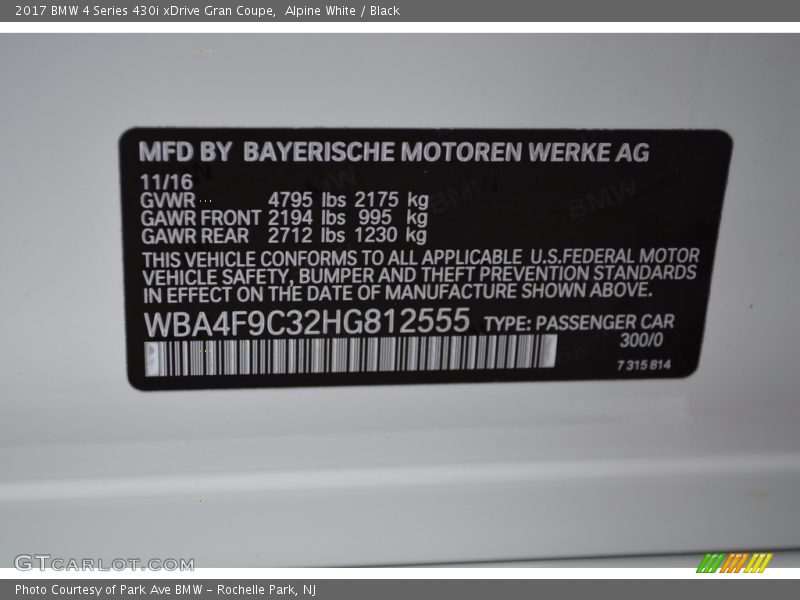 2017 BMW 4 Series 430i xDrive Gran Coupe,  Alpine White / Black
MFD BY BAYERISCHE MOTOREN WERKE AG
11/16
GVWR 4795 lbs 2175 kg
GAWR FRONT 2194 lbs 995 kg
GAWR REAR 2712 lbs 1230 kg
THIS VEHICLE CONFORMS TO ALL APPLICABLE U.S.FEDERAL MOTOR
VEHICLE SAFETY, BUMPER AND THEFT PREVENTION STANDARDS
IN EFFECT ON THE DATE OF MANUFACTURE SHOWN ABOVE.
WBA4F9C32HG812555 TYPE: PASSENGER CAR
300/0
7 315 814
GTCARLOT.COM
Photo Courtesy of Park Ave BMW - Rochelle Park, NJ